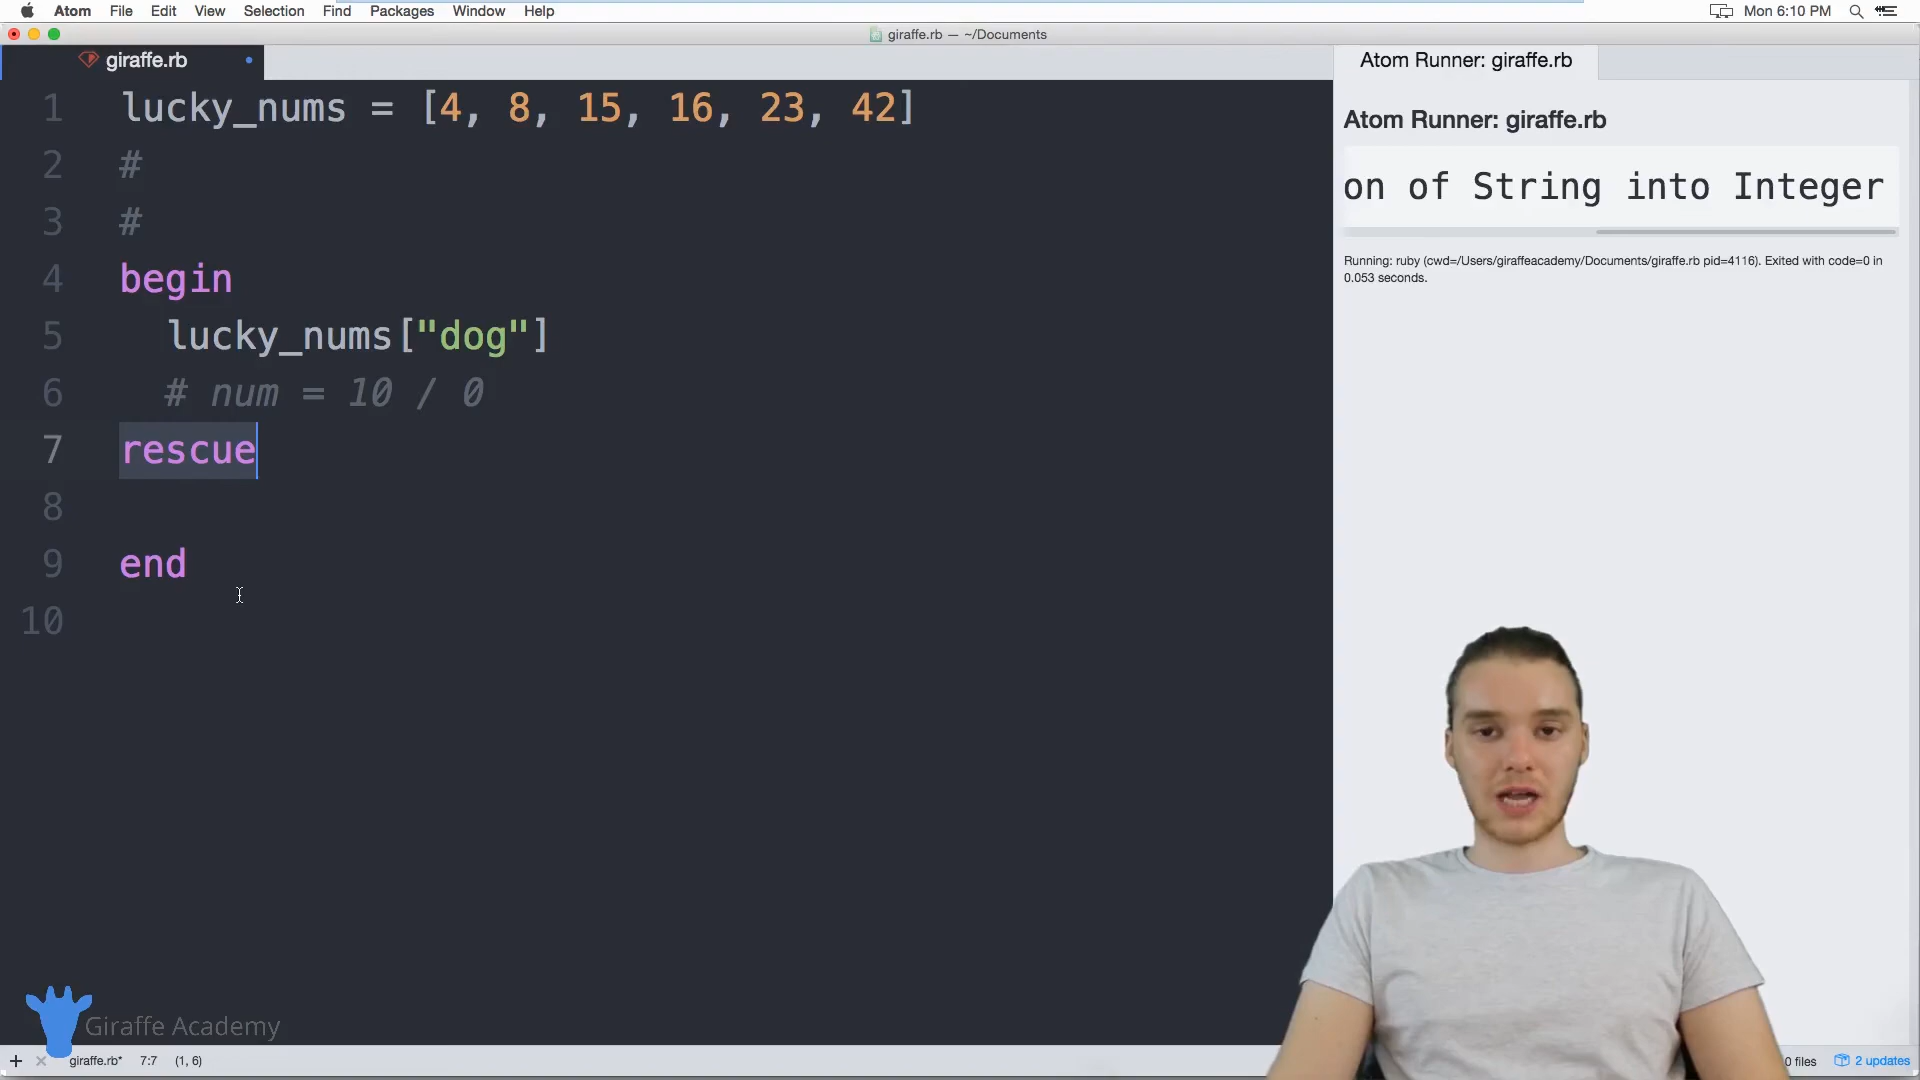 Atom File Edit View Selection Find Packages Window Help Mon 6:10 PM
giraffe.rb — ~/Documents
giraffe.rb
Atom Runner: giraffe.rb
1 lucky_nums = [4, 8, 15, 16, 23, 42]
2 #
3 #
4 begin
5 lucky_nums["dog"]
6 # num = 10 / 0
7 rescue
8
9 end
10
Atom Runner: giraffe.rb
on of String into Integer
Running: ruby (cwd=/Users/giraffeacademy/Documents/giraffe.rb pid=4116). Exited with code=0 in
0.053 seconds.
Giraffe Academy
giraffe.rb* 7:7 (1, 6)
0 files 2 updates